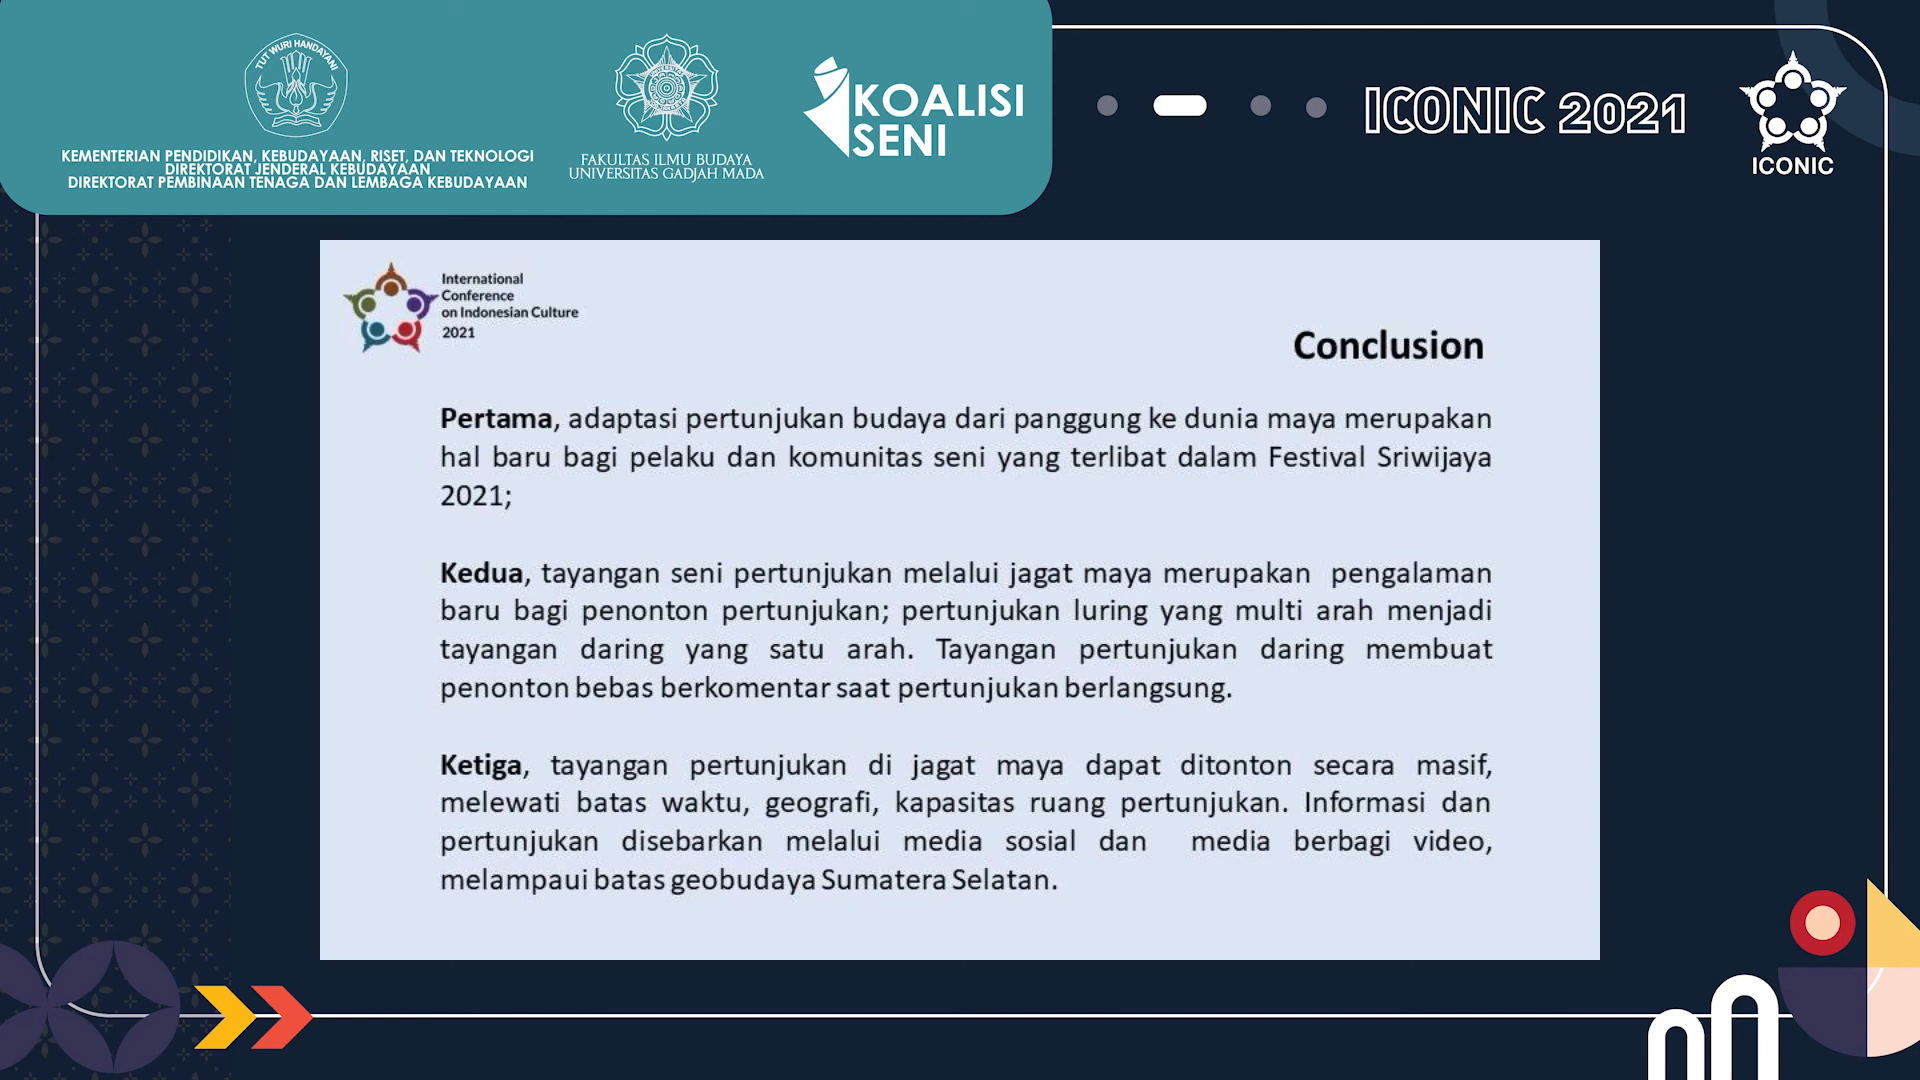 TUT WURI HANDAYANI
KEMENTERIAN PENDIDIKAN, KEBUDAYAAN, RISET, DAN TEKNOLOGI
DIREKTORAT JENDERAL KEBUDAYAAN
DIREKTORAT PEMBINAAN TENAGA DAN LEMBAGA KEBUDAYAAN
FAKULTAS ILMU BUDAYA
UNIVERSITAS GADJAH MADA
KOALISI
SENI
ICONIC 2021
ICONIC
International
Conference
on Indonesian Culture
2021
Conclusion
Pertama, adaptasi pertunjukan budaya dari panggung ke dunia maya merupakan
hal baru bagi pelaku dan komunitas seni yang terlibat dalam Festival Sriwijaya
2021;
Kedua, tayangan seni pertunjukan melalui jagat maya merupakan pengalaman
baru bagi penonton pertunjukan; pertunjukan luring yang multi arah menjadi
tayangan daring yang satu arah. Tayangan pertunjukan daring membuat
penonton bebas berkomentar saat pertunjukan berlangsung.
Ketiga, tayangan pertunjukan di jagat maya dapat ditonton secara masif,
melewati batas waktu, geografi, kapasitas ruang pertunjukan. Informasi dan
pertunjukan disebarkan melalui media sosial dan media berbagi video,
melampaui batas geobudaya Sumatera Selatan.